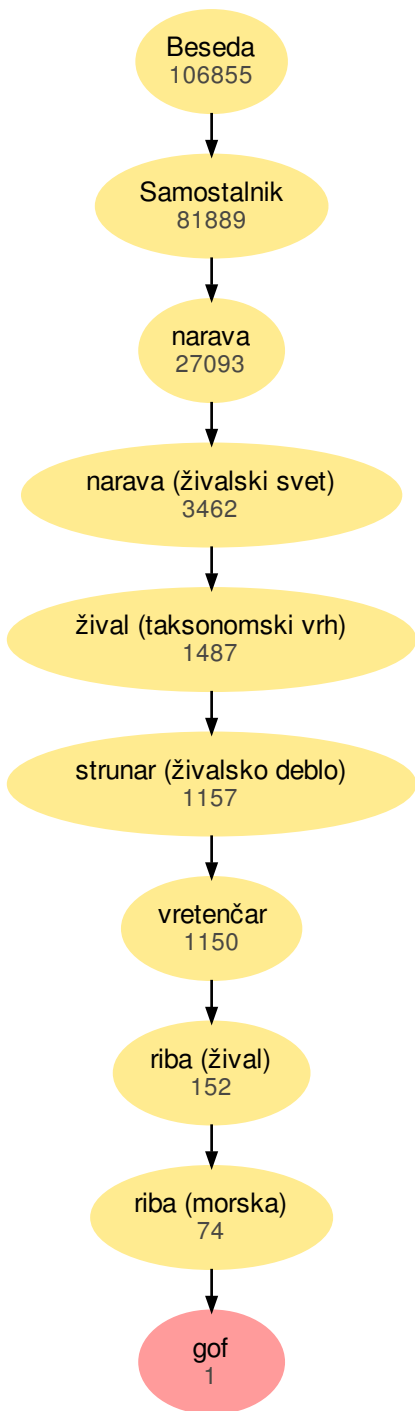 Beseda
106855
Samostalnik
81889
narava
27093
narava (živalski svet)
3462
žival (taksonomski vrh)
1487
strunar (živalsko deblo)
1157
vretenčar
1150
riba (žival)
152
riba (morska)
74
gof
1